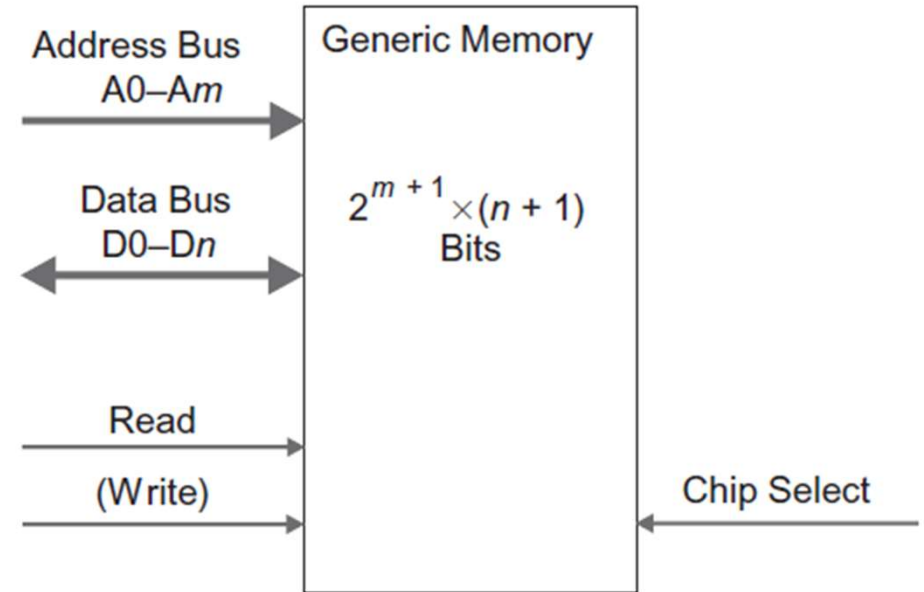 Address Bus
A0–Am
Generic Memory
Data Bus
D0–Dn
2^{m + 1} ×(n + 1)
Bits
Read
(Write)
Chip Select